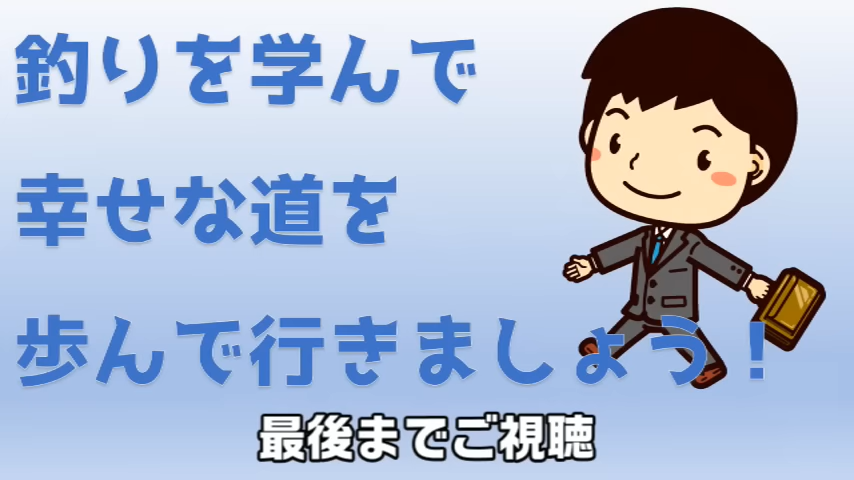 釣りを学んで
幸せな道を
歩んで行きましょう！
最後までご視聴